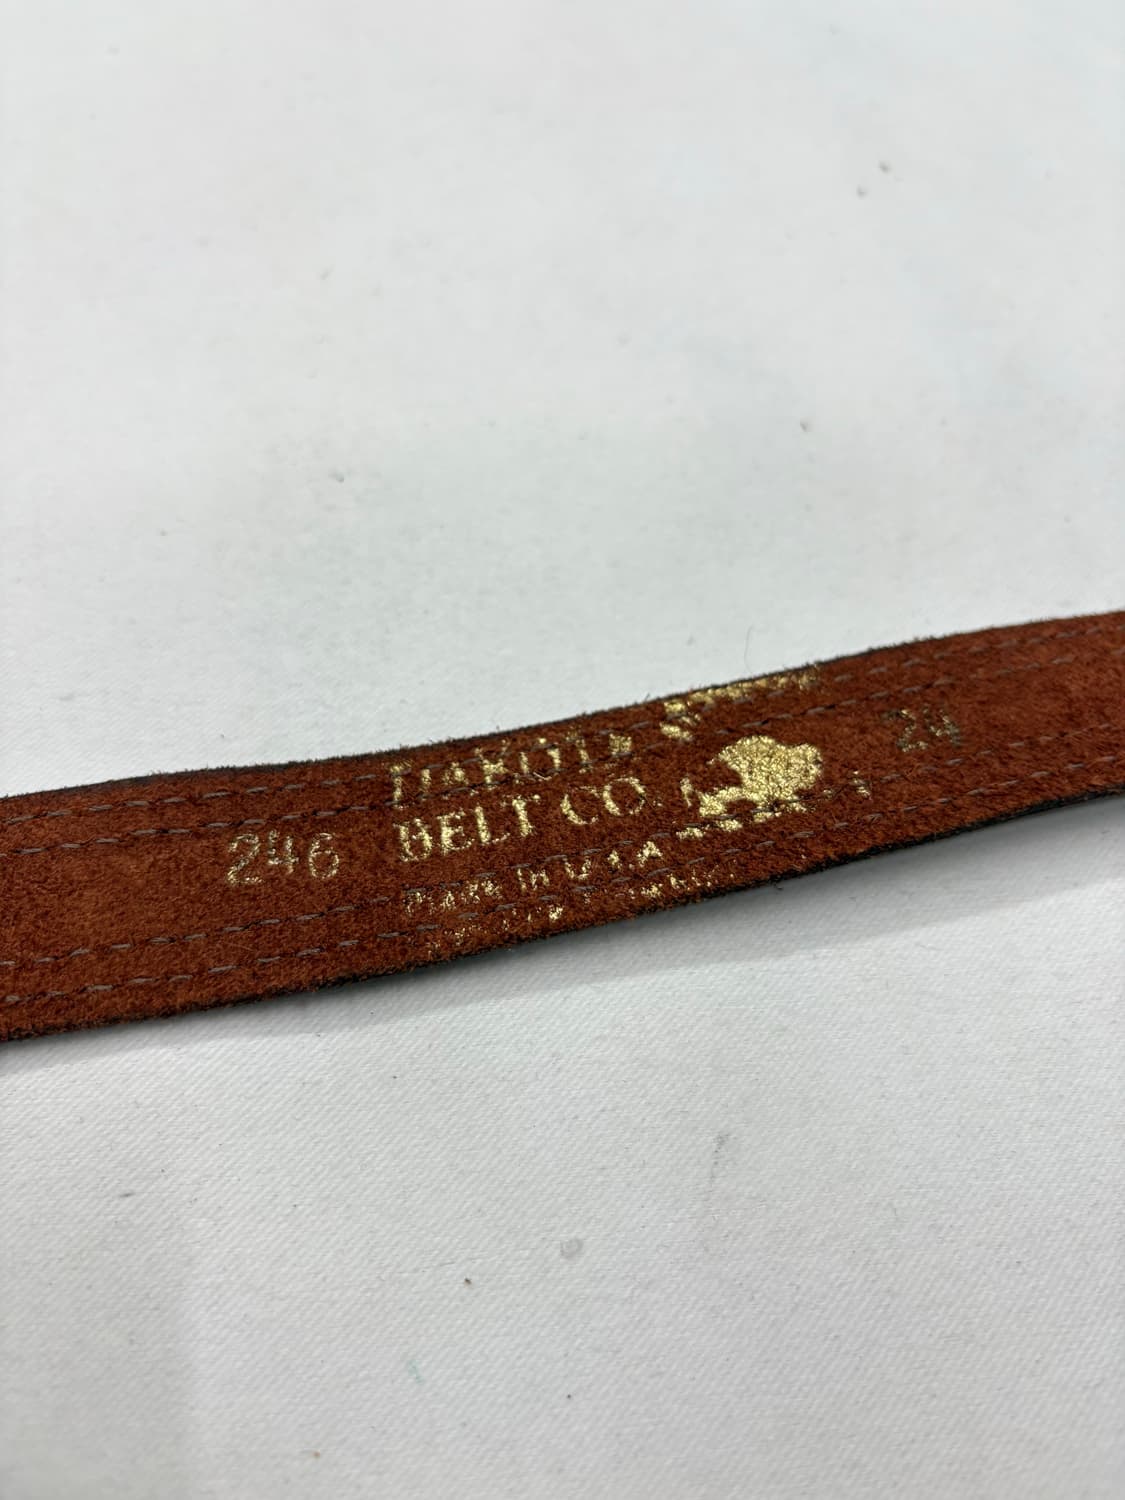 246
DAKOTA
BELT CO.
MADE IN U.S.A
24